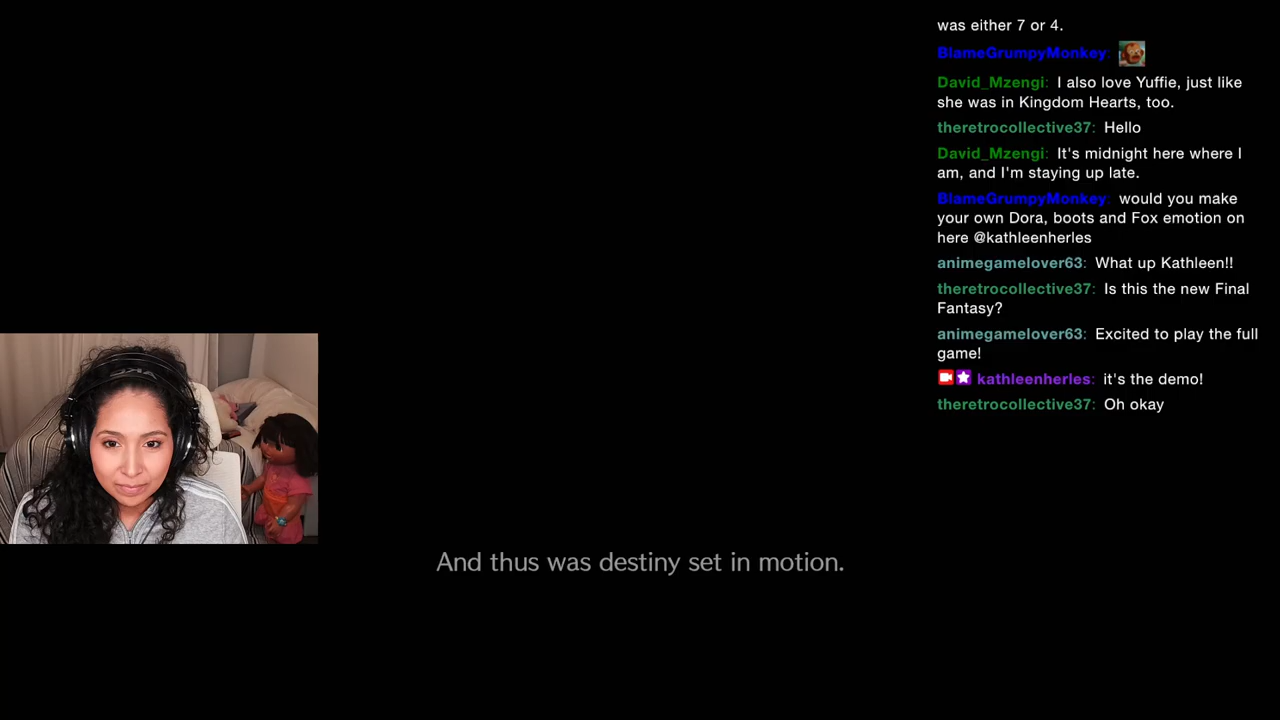 was either 7 or 4.
BlameGrumpyMonkey:
David_Mzengi: I also love Yuffie, just like
she was in Kingdom Hearts, too.
theretrocollective37: Hello
David_Mzengi: It's midnight here where I
am, and I'm staying up late.
BlameGrumpyMonkey: would you make
your own Dora, boots and Fox emotion on
here @kathleenherles
animegamelover63: What up Kathleen!!
theretrocollective37: Is this the new Final
Fantasy?
animegamelover63: Excited to play the full
game!
kathleenherles: it's the demo!
theretrocollective37: Oh okay
And thus was destiny set in motion.